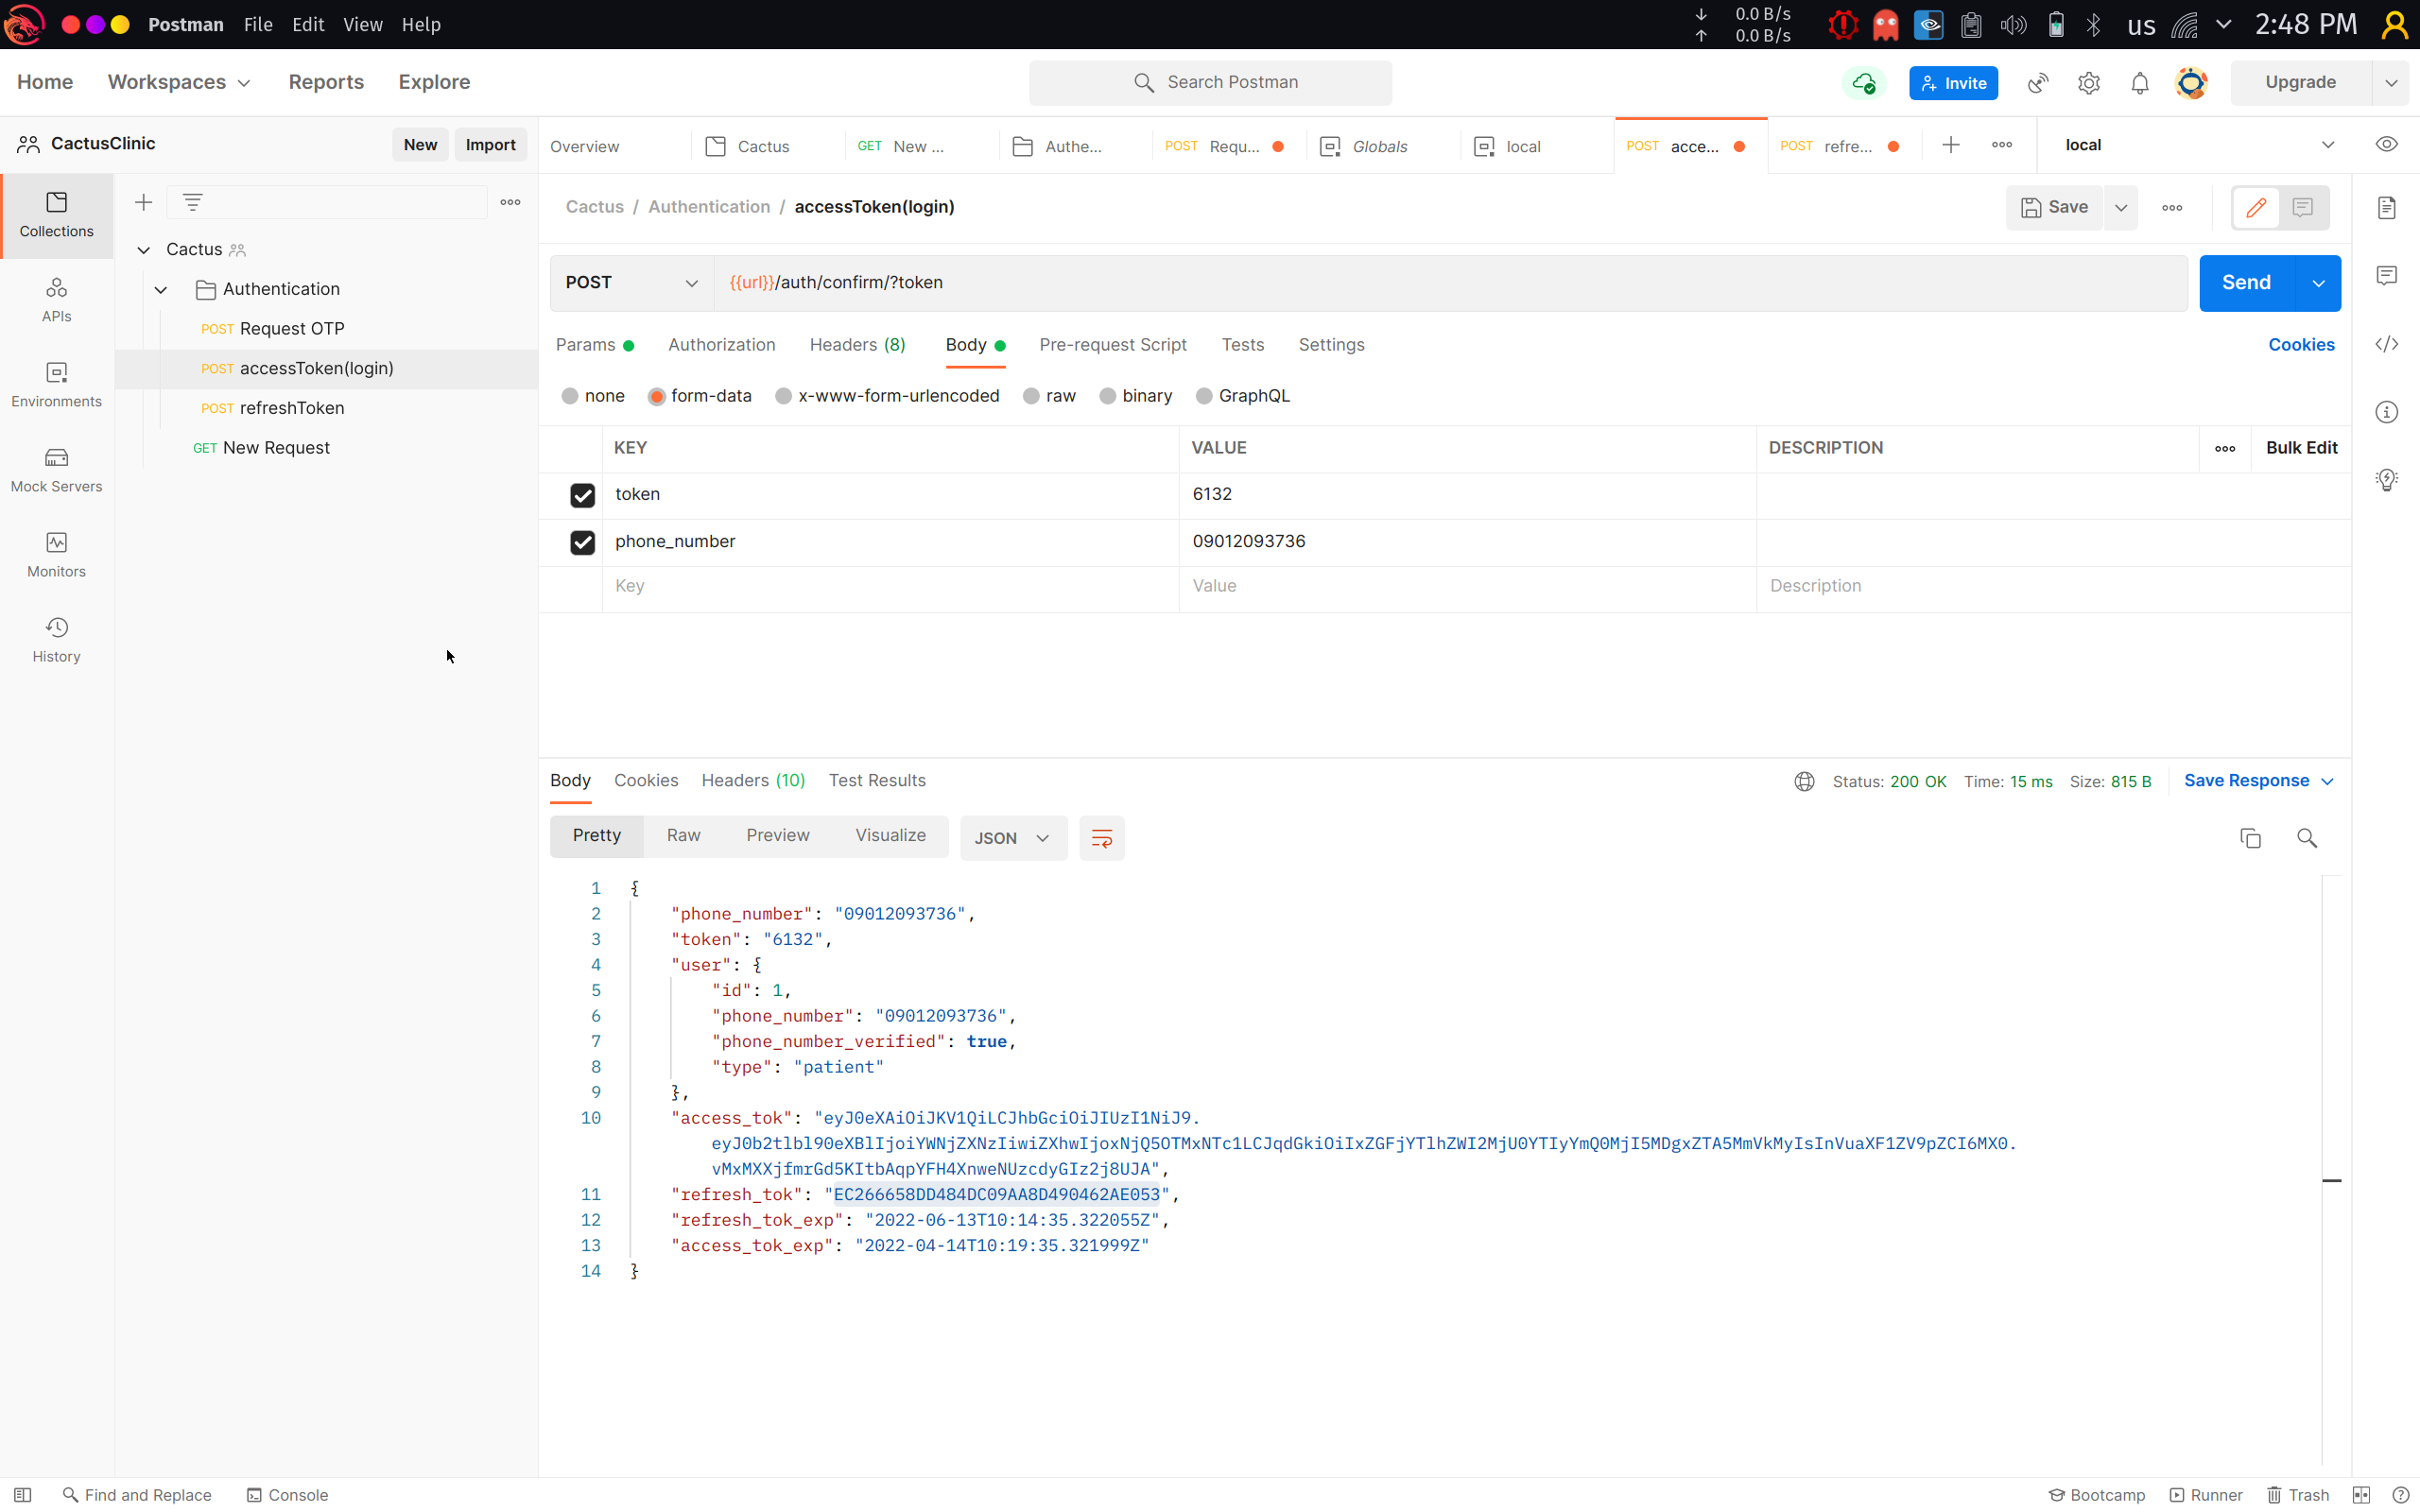 Postman File Edit View Help
0.0 B/s
0.0 B/s
us
2:48 PM
Home Workspaces Reports Explore
Search Postman
Invite
Upgrade
CactusClinic
New Import
Overview
Cactus
GET New ...
Authe...
POST Requ...
Globals
local
POST acce...
POST refre...
local
Collections
APIs
Environments
Mock Servers
Monitors
History
Cactus
Authentication
POST Request OTP
POST accessToken(login)
POST refreshToken
GET New Request
Cactus / Authentication / accessToken(login)
Save
POST
{{url}}/auth/confirm/?token
Send
Params Authorization Headers (8) Body Pre-request Script Tests Settings
Cookies
none form-data x-www-form-urlencoded raw binary GraphQL
KEY VALUE DESCRIPTION Bulk Edit
token 6132
phone_number 09012093736
Key Value Description
Body Cookies Headers (10) Test Results
Status: 200 OK Time: 15 ms Size: 815 B Save Response
Pretty Raw Preview Visualize JSON
1 {
2 "phone_number": "09012093736",
3 "token": "6132",
4 "user": {
5 "id": 1,
6 "phone_number": "09012093736",
7 "phone_number_verified": true,
8 "type": "patient"
9 },
10 "access_tok": "eyJ0eXAiOiJKV1QiLCJhbGciOiJIUzI1NiJ9.
eyJ0b2tlbl90eXBlIjoiYWNjZXNzIiwiZXhwIjoxNjQ5OTMxNTc1LCJqdGkiOiIxZGFjYTlhZWI2MjU0YTIyYmQ0MjI5MDgxZTA5MmVkMyIsInVuaXF1ZV9pZCI6MX0.
vMxMXXjfmrGd5KItbAqpYFH4XnweNUzcdyGIz2j8UJA",
11 "refresh_tok": "EC266658DD484DC09AA8D490462AE053",
12 "refresh_tok_exp": "2022-06-13T10:14:35.322055Z",
13 "access_tok_exp": "2022-04-14T10:19:35.321999Z"
14 }
Find and Replace Console
Bootcamp Runner Trash